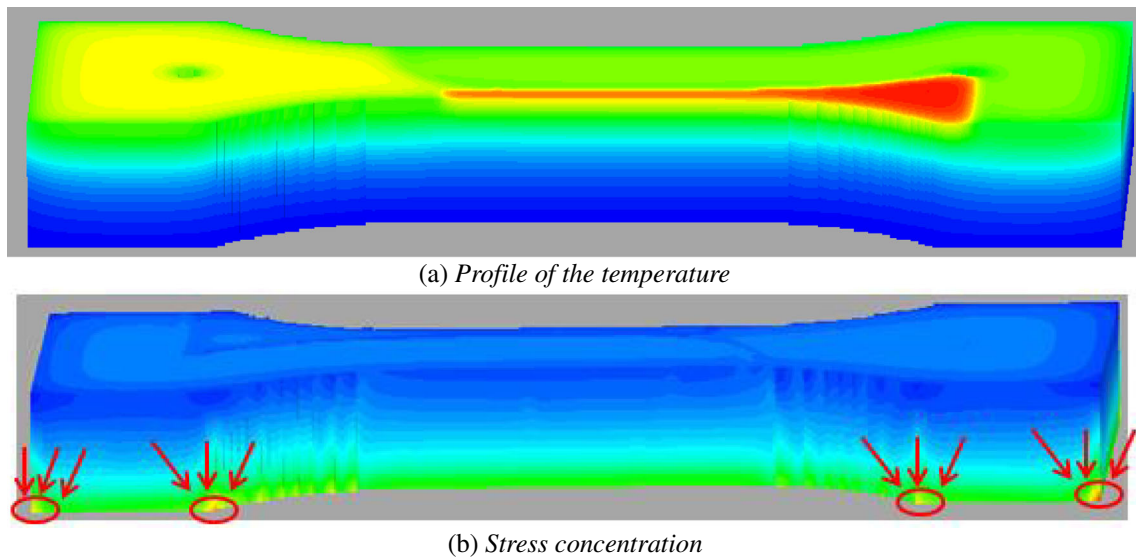 (a) Profile of the temperature
(b) Stress concentration